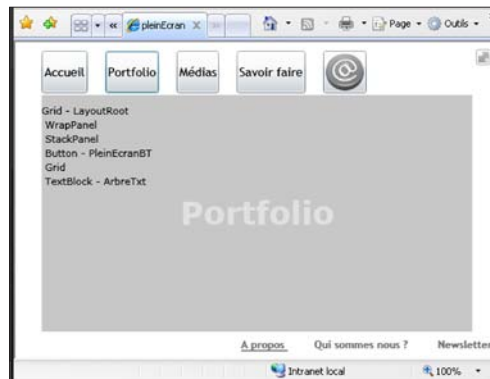 pleinEcran X
Page Outils
Accueil Portfolio Médias Savoir faire @
Grid - LayoutRoot
WrapPanel
StackPanel
Button - PleinEcranBT
Grid
TextBlock - ArbreTxt
Portfolio
A propos Qui sommes nous ? Newsletter
Intranet local 100%